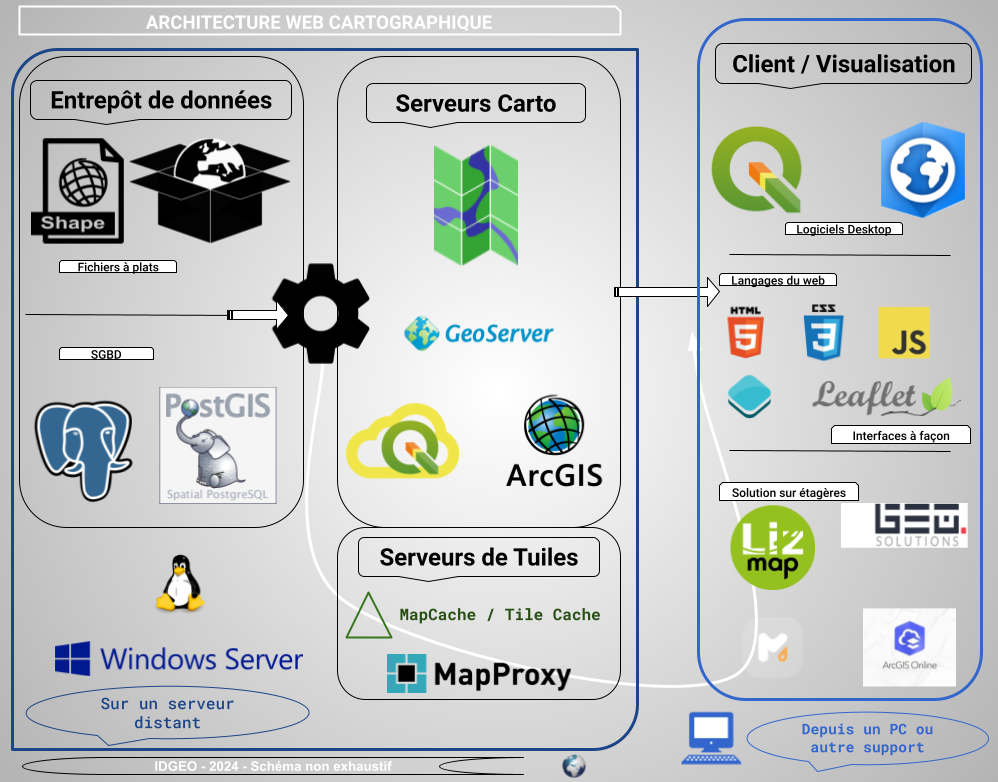 ARCHITECTURE WEB CARTOGRAPHIQUE
Entrepôt de données
Shape
Fichiers à plats
SGBD
PostGIS
Spatial PostgreSQL
Windows Server
Sur un serveur
distant
Serveurs Carto
GeoServer
ArcGIS
Serveurs de Tuiles
MapCache / Tile Cache
MapProxy
Client / Visualisation
Logiciels Desktop
Langages du web
HTML
5
CSS
3
JS
Leaflet
Interfaces à façon
Solution sur étagères
Liz
map
GEO.
SOLUTIONS
M
ArcGIS Online
Depuis un PC ou
autre support
IDGEO - 2024 - Schéma non exhaustif